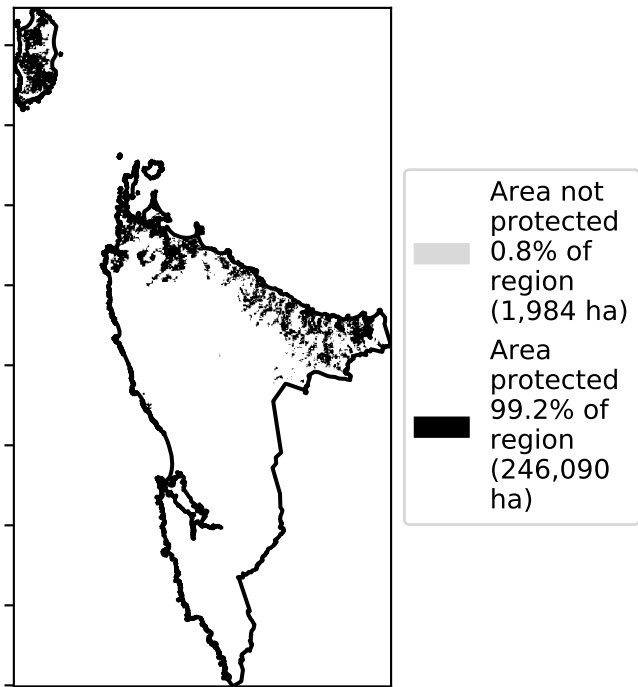 Area not
protected
0.8% of
region
(1,984 ha)
Area
protected
99.2% of
region
(246,090
ha)